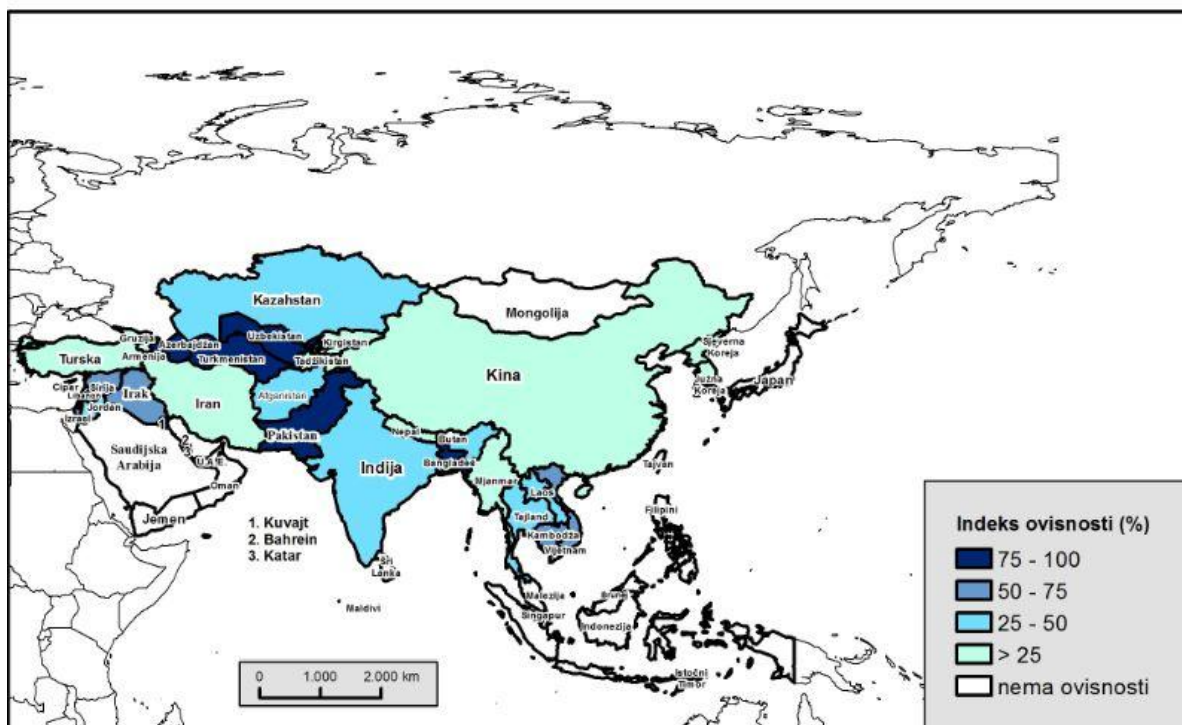 Mongolija
Kazahstan
Gruzija
Azerbajdžan
Uzbekistan
Kirgistan
Armenija
Turkmenistan
Tadžikistan
Turska
Sjeverna
Koreja
Južna
Koreja
Japan
Kina
Cipar
Sirija
Irak
Libanon
Jordan
Izrael
Iran
Afganistan
Pakistan
Nepal
Butan
Saudijska
Arabija
U.A.E.
Oman
Jemen
Indija
Bangladeš
Mjanmar
Laos
Tajland
Kambodža
Vijetnam
Tajvan
Filipini
1
2
3
1. Kuvajt
2. Bahrein
3. Katar
Šri
Lanka
Maldivi
Malezija
Singapur
Brunej
Indonezija
Istočni
Timor
0 1.000 2.000 km
Indeks ovisnosti (%)
75 - 100
50 - 75
25 - 50
> 25
nema ovisnosti